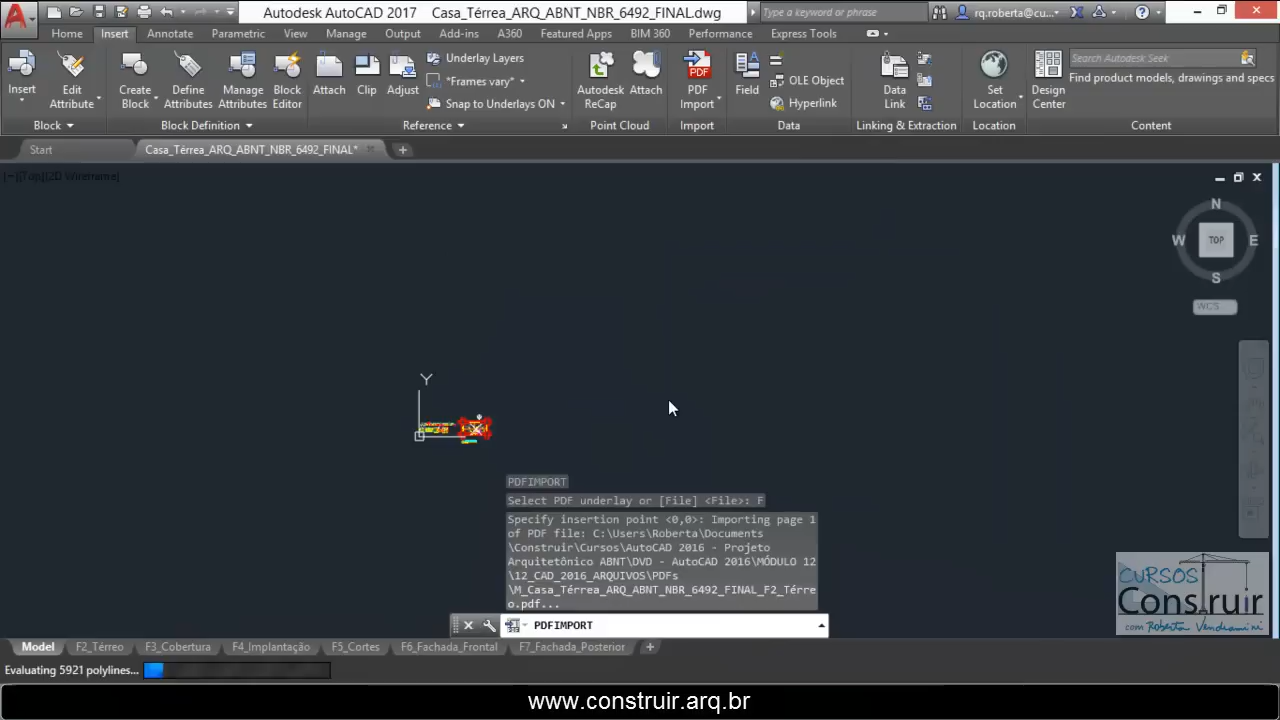 Autodesk AutoCAD 2017 Casa_Térrea_ARQ_ABNT_NBR_6492_FINAL.dwg
Type a keyword or phrase
rq.roberta@cu...
Home Insert Annotate Parametric View Manage Output Add-ins A360 Featured Apps BIM 360 Performance Express Tools
Insert
Edit Attribute
Create Block
Define Attributes
Manage Attributes
Block Editor
Attach
Clip
Adjust
Underlay Layers
*Frames vary*
Snap to Underlays ON
Autodesk ReCap
Attach
PDF Import
Field
OLE Object
Hyperlink
Data Link
Set Location
Design Center
Search Autodesk Seek
Find product models, drawings and specs
Block Block Definition Reference Point Cloud Import Data Linking & Extraction Location Content
Start Casa_Térrea_ARQ_ABNT_NBR_6492_FINAL*
[−][Top][2D Wireframe]
N
W TOP E
S
WCS
Y
PDFIMPORT
Select PDF underlay or [File] <File>: F
Specify insertion point <0,0>: Importing page 1
of PDF file: C:\Users\Roberta\Documents
\Construir\Cursos\AutoCAD 2016 - Projeto
Arquitetônico ABNT\DVD - AutoCAD 2016\MÓDULO 12
\12_CAD_2016_ARQUIVOS\PDFs
\M_Casa_Térrea_ARQ_ABNT_NBR_6492_FINAL_F2_Térre
o.pdf...
PDFIMPORT
CURSOS
Construir
com Roberta Vendramini
Model F2_Térreo F3_Cobertura F4_Implantação F5_Cortes F6_Fachada_Frontal F7_Fachada_Posterior
Evaluating 5921 polylines...
www.construir.arq.br